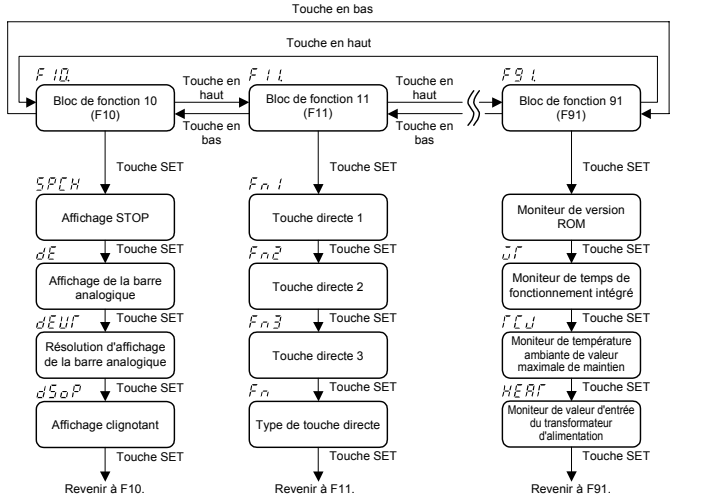 Touche en bas
Touche en haut
F 10.
F 11.
F 91.
Bloc de fonction 10
(F10)
Touche en
haut
Touche en
bas
Bloc de fonction 11
(F11)
Touche en
haut
Touche en
bas
Bloc de fonction 91
(F91)
Touche SET
Touche SET
Touche SET
SPCH
Fn1
Affichage STOP
Touche directe 1
Moniteur de version
ROM
Touche SET
Touche SET
Touche SET
dE
Fn2
Affichage de la barre
analogique
Touche directe 2
Moniteur de temps de
fonctionnement intégré
Touche SET
Touche SET
Touche SET
dEUT
Fn3
TCJ
Résolution d'affichage
de la barre analogique
Touche directe 3
Moniteur de température
ambiante de valeur
maximale de maintien
Touche SET
Touche SET
Touche SET
dSoP
Fn
HEAT
Affichage clignotant
Type de touche directe
Moniteur de valeur d'entrée
du transformateur
d'alimentation
Touche SET
Touche SET
Touche SET
Revenir à F10.
Revenir à F11.
Revenir à F91.